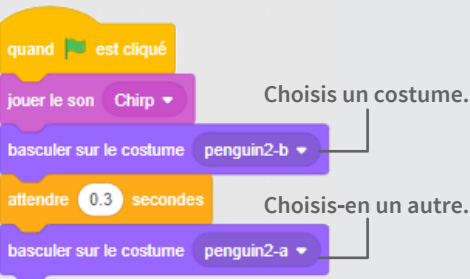 quand est cliqué
jouer le son Chirp
Choisis un costume.
basculer sur le costume penguin2-b
attendre 0.3 secondes
Choisis-en un autre.
basculer sur le costume penguin2-a